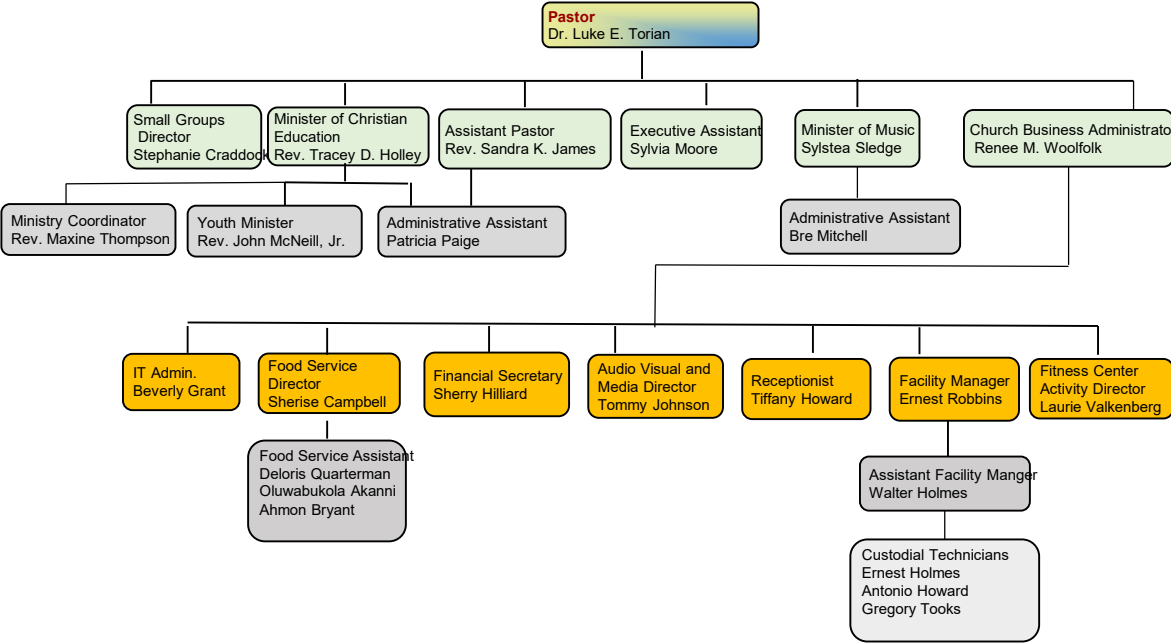 Pastor
Dr. Luke E. Torian
Small Groups
Director
Stephanie Craddock
Minister of Christian
Education
Rev. Tracey D. Holley
Assistant Pastor
Rev. Sandra K. James
Executive Assistant
Sylvia Moore
Minister of Music
Sylstea Sledge
Church Business Administrato
Renee M. Woolfolk
Ministry Coordinator
Rev. Maxine Thompson
Youth Minister
Rev. John McNeill, Jr.
Administrative Assistant
Patricia Paige
Administrative Assistant
Bre Mitchell
IT Admin.
Beverly Grant
Food Service
Director
Sherise Campbell
Financial Secretary
Sherry Hilliard
Audio Visual and
Media Director
Tommy Johnson
Receptionist
Tiffany Howard
Facility Manager
Ernest Robbins
Fitness Center
Activity Director
Laurie Valkenberg
Food Service Assistant
Deloris Quarterman
Oluwabukola Akanni
Ahmon Bryant
Assistant Facility Manger
Walter Holmes
Custodial Technicians
Ernest Holmes
Antonio Howard
Gregory Tooks